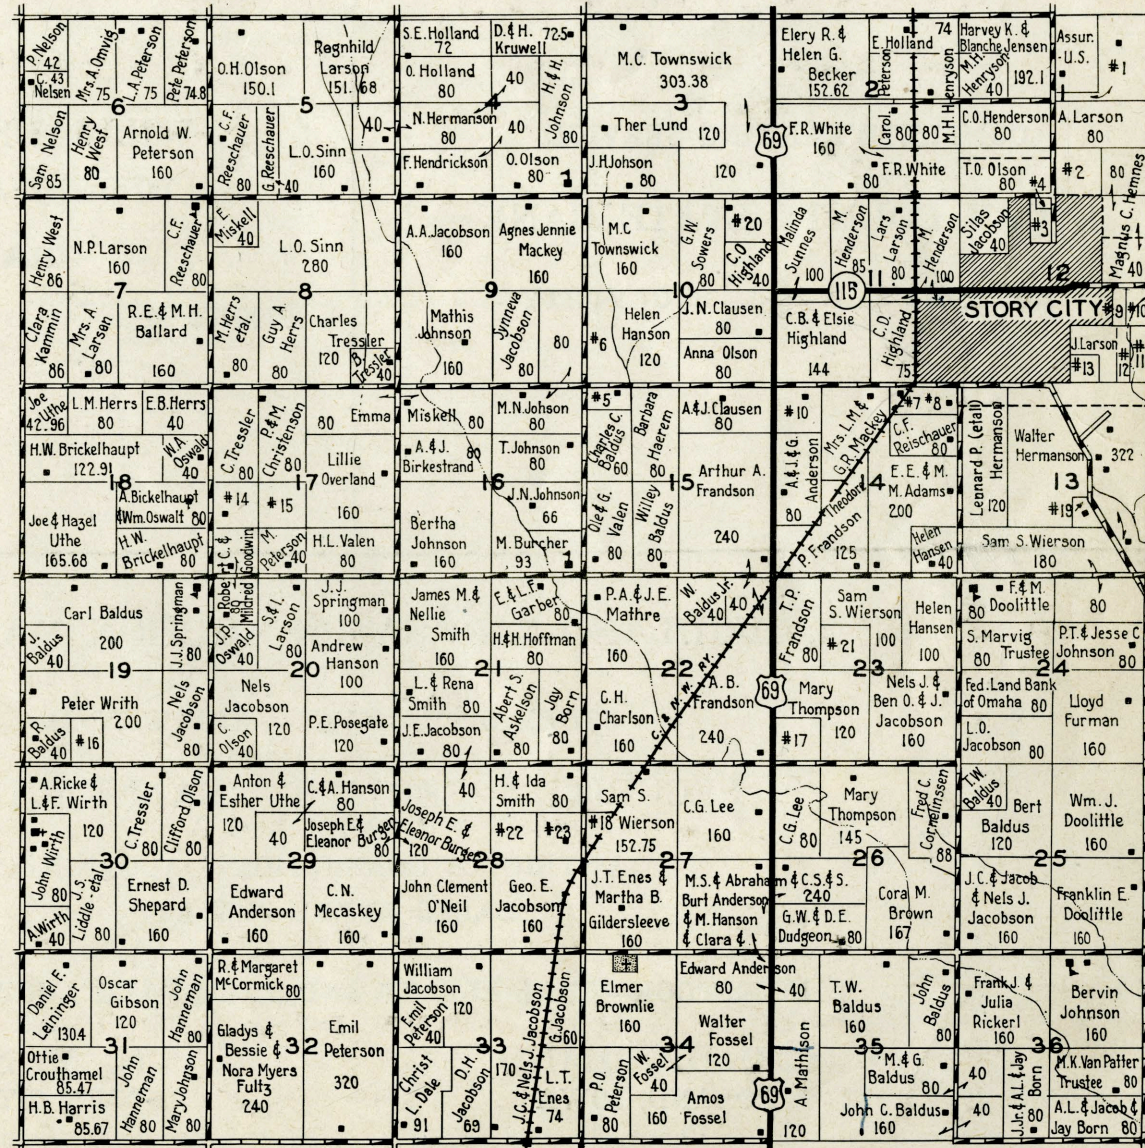 P. Nelson
42
C. 43
Nelsen
Mrs. A. Omvig
75
L.A. Peterson
75
Pete Peterson
74.8
6
Sam Nelson
85
Henry
West
80
Arnold W.
Peterson
160
O.H. Olson
150.1
Regnhild
Larson
151.68
5
C.F.
Reeschauer
80
G. Reeschauer
40
L.O. Sinn
160
40
S.E. Holland
72
D. & H.
Kruwell
72.5
O. Holland
80
40
H. & H.
Johnson
80
4
N. Hermanson
80
40
F. Hendrickson
O. Olson
80
1
M.C. Townswick
303.38
3
Ther Lund
120
J.H. Johson
80
120
69
Elery R. &
Helen G.
Becker
152.62
E. Holland
Peterson
2
74
M.H. Henryson
80
F.R. White
160
Carol
80
F.R. White
80
Harvey K. &
Blanche Jensen
M.H.
Henryson
40
192.1
C.O. Henderson
80
T.O. Olson
80
#4
Assur.
U.S.
#1
1
A. Larson
#2
80
Magnus C. Hemnes
40
Henry West
86
N.P. Larson
160
C.F.
Reeschauer
80
7
Clara
Kammin
86
Mrs. A.
Larsen
80
R.E. & M.H.
Ballard
160
M.E.
Miskell
40
L.O. Sinn
280
8
M. Herrs
etal.
80
Guy A.
Herrs
80
Charles
Tressler
120
B.
Tressler
40
A.A. Jacobson
160
Agnes Jennie
Mackey
160
9
Mathis
Johnson
160
Synneva
Jacobson
80
M.C
Townswick
160
G.W.
Sowers
80
#20
C.O
Highland
40
10
#6
Helen
Hanson
120
J.N. Clausen
80
Anna Olson
80
Malinda
Sunnes
100
M.
Henderson
85
Lars
Larson
80
M.
Henderson
100
11
115
C.B. & Elsie
Highland
144
C.D.
Highland
75
Silas
Jacobson
40
#3
12
STORY CITY
#9
#10
J. Larson
#13
#12
#11
Joe
Uthe
42.96
L.M. Herrs
80
E.B. Herrs
40
H.W. Brickelhaupt
122.91
W.A.
Oswald
40
18
A. Bickelhaupt
& Wm. Oswalt
80
Joe & Hazel
Uthe
165.68
H.W.
Brickelhaupt
80
C. Tressler
80
P. & M.
Christenson
80
Emma
80
Lillie
Overland
160
17
#14
#15
Robert C. &
Mildred Goodwin
80
M.
Peterson
40
H.L. Valen
80
Miskell
80
M.N. Johson
80
A. & J.
Birkestrand
80
T. Johnson
80
16
J.N. Johnson
66
Bertha
Johnson
160
M. Burcher
93
1
#5
Charles C.
Baldus
60
Barbara
Haerem
80
A. & J. Clausen
80
15
Arthur A.
Frandson
240
Ole & G.
Valen
80
Willey
Baldus
80
#10
A. & J. & G.
Anderson
80
Mrs. L.M. &
G.R. Mackey
#7
#8
C.F.
Reischauer
80
14
Theodore
P. Frandson
125
E.E. & M.
M. Adams
200
Helen
Hansen
40
Lennard P. (etal)
Hermanson
120
Walter
Hermanson
322
13
#19
Sam S. Wierson
180
Carl Baldus
200
J.
Baldus
40
J.J. Springman
80
19
Peter Writh
200
R.
Baldus
40
#16
Nels
Jacobson
80
J.P.
Oswald
40
S. & I.
Larson
80
J.J.
Springman
100
Andrew
Hanson
100
20
Nels
Jacobson
120
C.
Olson
40
P.E. Posegate
120
James M. &
Nellie
Smith
160
E. & L.F.
Garber
80
H. & H. Hoffman
80
21
L. & Rena
Smith 80
J.E. Jacobson
80
Abert S.
Askelson
80
Jay
Born
80
P.A. & J.E.
Mathre
160
W.
Baldus Jr.
40
40
22
C.H.
Charlson
160
C. & N.W. RY.
A.B.
Frandson
240
T.P.
Frandson
80
Sam
S. Wierson
100
#21
Helen
Hansen
100
23
69
Mary
Thompson
120
#17
Nels J. &
Ben O. & J.
Jacobson
160
F. & M.
Doolittle
80
80
S. Marvig
Trustee
80
P.T. & Jesse C
Johnson
80
24
Fed. Land Bank
of Omaha 80
L.O.
Jacobson 80
Lloyd
Furman
160
A. Ricke &
L. & F. Wirth
120
John Wirth
80
C. Tressler
80
Clifford Olson
80
30
A. Wirth
40
J.S.
Liddle etal
80
Ernest D.
Shepard
160
Anton &
Esther Uthe
120
40
C. & A. Hanson
80
Joseph E. &
Eleanor Burger
80
29
Edward
Anderson
160
C.N.
Mecaskey
160
40
Joseph E. &
Eleanor Burger
120
H. & Ida
Smith 80
#22
#23
28
John Clement
O'Neil
160
Geo. E.
Jacobson
160
Sam S.
#18 Wierson
152.75
C.G. Lee
160
27
J.T. Enes &
Martha B.
Gildersleeve
160
M.S. & Abraham & C.S. & S.
Burt Anderson
240
& M. Hanson
& Clara &
C.G. Lee
80
Mary
Thompson
145
Fred C.
Cornelinssen
88
26
G.W. & D.E.
Dudgeon 80
Cora M.
Brown
167
T.W.
Baldus
40
Bert
Baldus
120
Wm. J.
Doolittle
160
25
J.C. & Jacob
& Nels J.
Jacobson
160
Franklin E.
Doolittle
160
Daniel F.
Leininger
130.4
Oscar
Gibson
120
John
Hanneman
80
31
Ottie
Crouthamel
85.47
H.B. Harris
85.67
John
Hanneman
80
Mary Johnson
80
R. & Margaret
McCormick 80
Gladys &
Bessie &
Nora Myers
Fultz
240
32
Emil
Peterson
320
William
Jacobson
120
Emil
Peterson
40
33
Christ
L. Dale
91
D.H.
Jacobson
69
170
J.C. & Nels J. Jacobson
G. Jacobson
60
L.T.
Enes
74
Elmer
Brownlie
160
Edward Anderson
80
40
Walter
Fossel
120
34
P.O.
Peterson
80
W.
Fossel
40
160
Amos
Fossel
69
A. Mathison
120
T.W.
Baldus
160
John
Baldus
80
35
M. & G.
Baldus
80
John C. Baldus
160
Frank J. &
Julia
Rickerl
160
Bervin
Johnson
160
36
40
40
J. Jr. & A.L. & Jay
Born
80
M.K. Van Patter
Trustee 80
A.L. & Jacob &
Jay Born 80